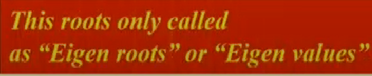 This roots only called
as “Eigen roots” or “Eigen values”